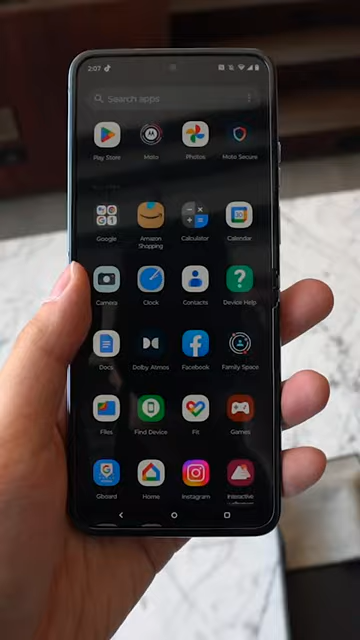 2:07
Search apps
Play Store Moto Photos Moto Secure
Google Amazon Shopping Calculator Calendar
Camera Clock Contacts Device Help
Docs Dolby Atmos Facebook Family Space
Files Find Device Fit Games
Gboard Home Instagram Interactive